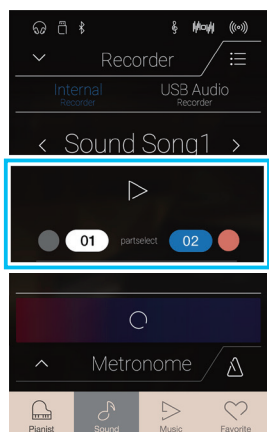 Recorder
Internal
Recorder
USB Audio
Recorder
< Sound Song1 >
01 partselect 02
Metronome
Pianist Sound Music Favorite